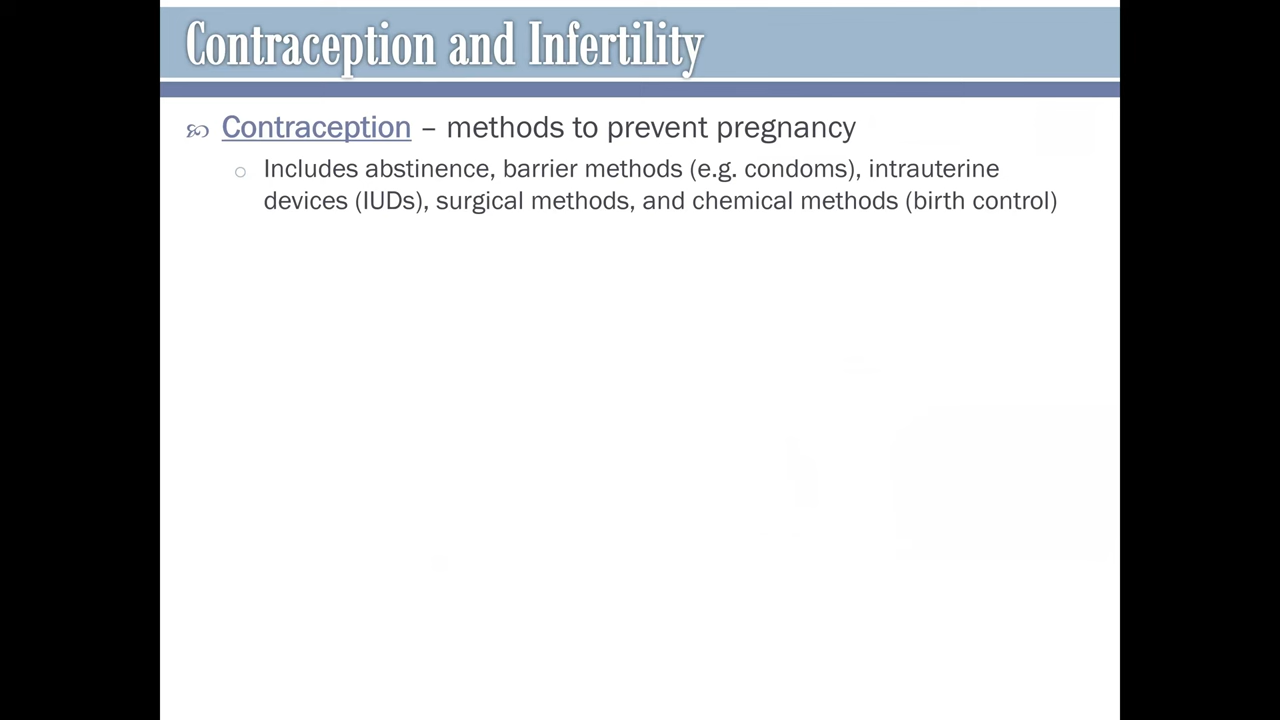 Contraception and Infertility
Contraception – methods to prevent pregnancy
Includes abstinence, barrier methods (e.g. condoms), intrauterine
devices (IUDs), surgical methods, and chemical methods (birth control)